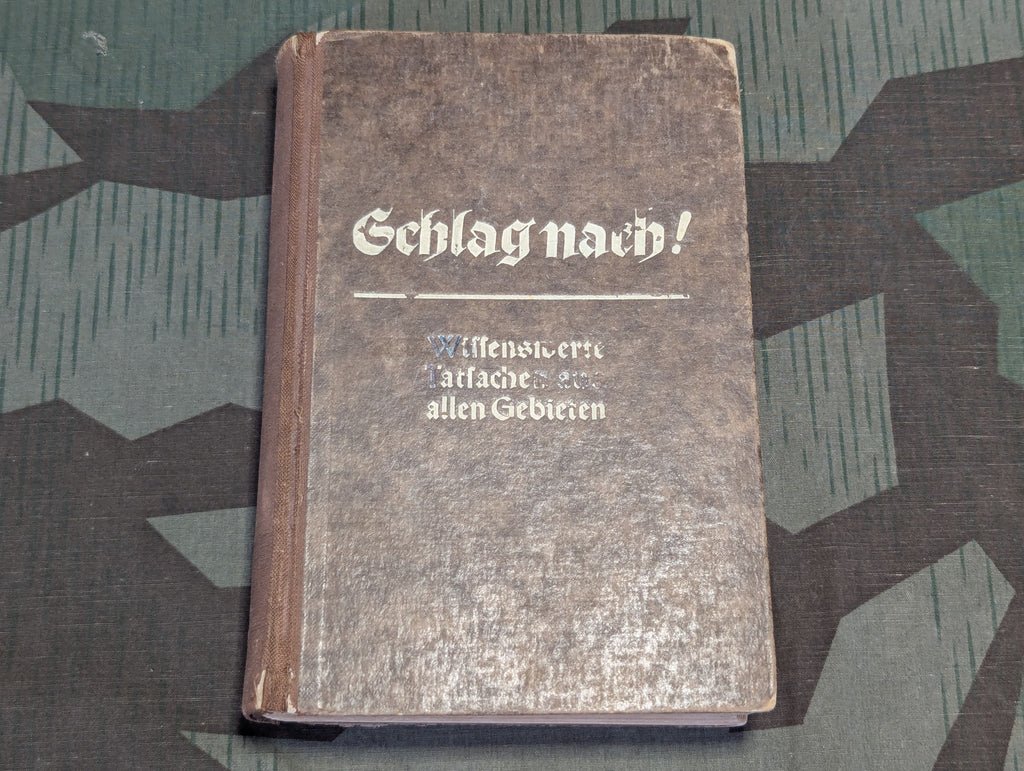 Schlag nach!
Wissenswerte
Tatsachen aus
allen Gebieten